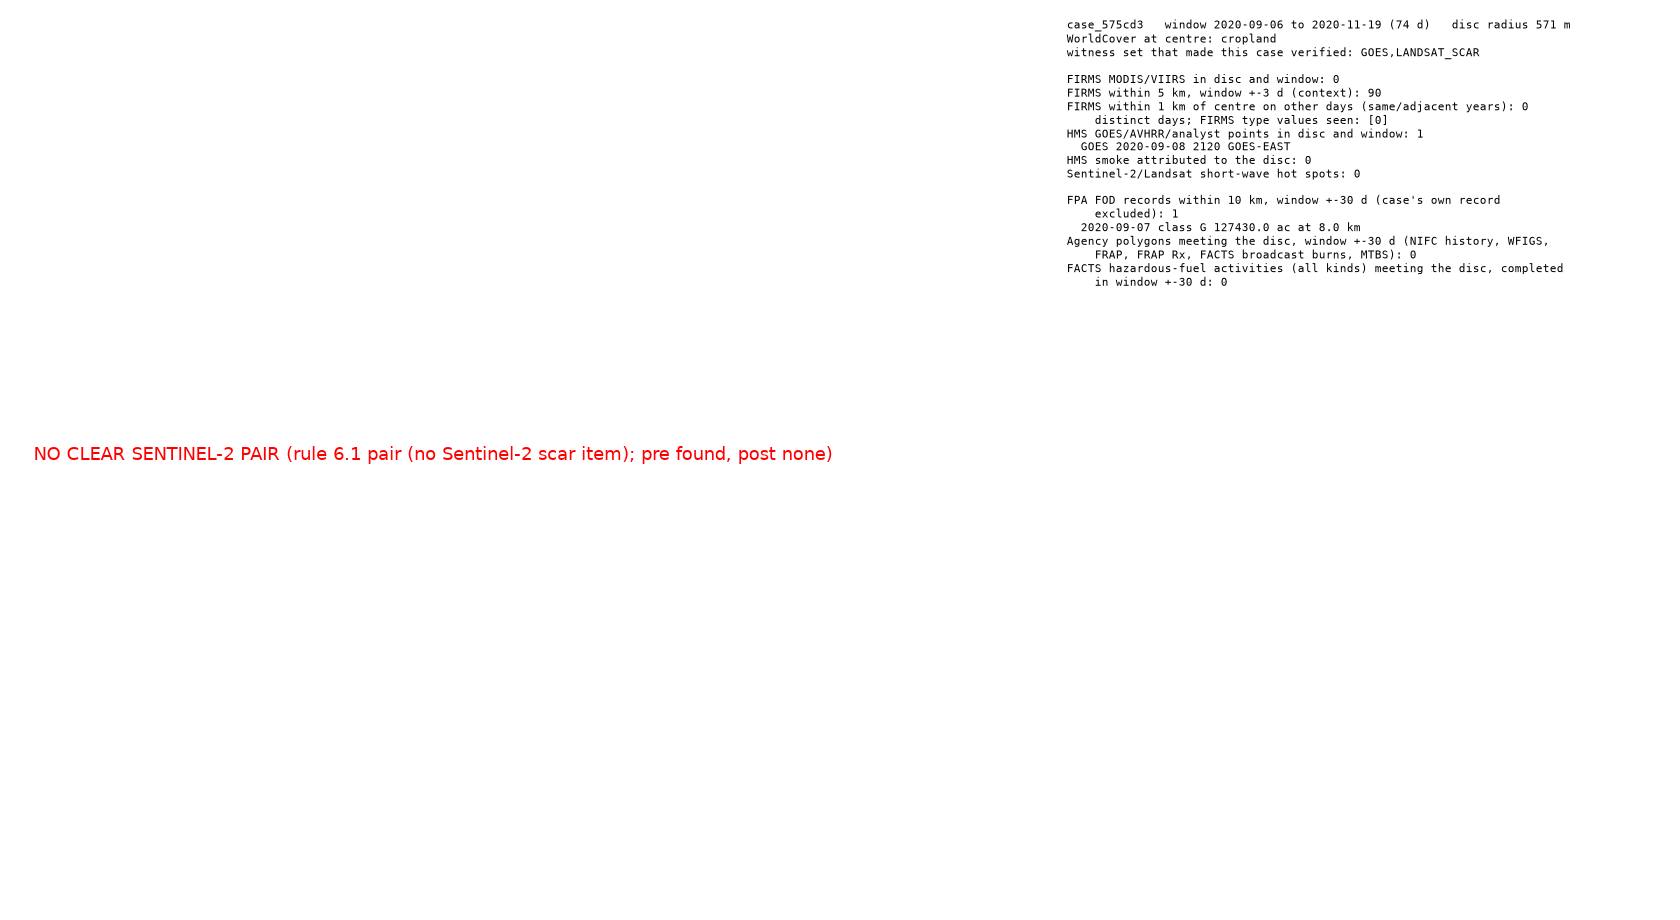 case_575cd3   window 2020-09-06 to 2020-11-19 (74 d)   disc radius 571 m
WorldCover at centre: cropland
witness set that made this case verified: GOES,LANDSAT_SCAR
FIRMS MODIS/VIIRS in disc and window: 0
FIRMS within 5 km, window +-3 d (context): 90
FIRMS within 1 km of centre on other days (same/adjacent years): 0
distinct days; FIRMS type values seen: [0]
HMS GOES/AVHRR/analyst points in disc and window: 1
GOES 2020-09-08 2120 GOES-EAST
HMS smoke attributed to the disc: 0
Sentinel-2/Landsat short-wave hot spots: 0
FPA FOD records within 10 km, window +-30 d (case's own record
excluded): 1
2020-09-07 class G 127430.0 ac at 8.0 km
Agency polygons meeting the disc, window +-30 d (NIFC history, WFIGS,
FRAP, FRAP Rx, FACTS broadcast burns, MTBS): 0
FACTS hazardous-fuel activities (all kinds) meeting the disc, completed
in window +-30 d: 0
NO CLEAR SENTINEL-2 PAIR (rule 6.1 pair (no Sentinel-2 scar item); pre found, post none)